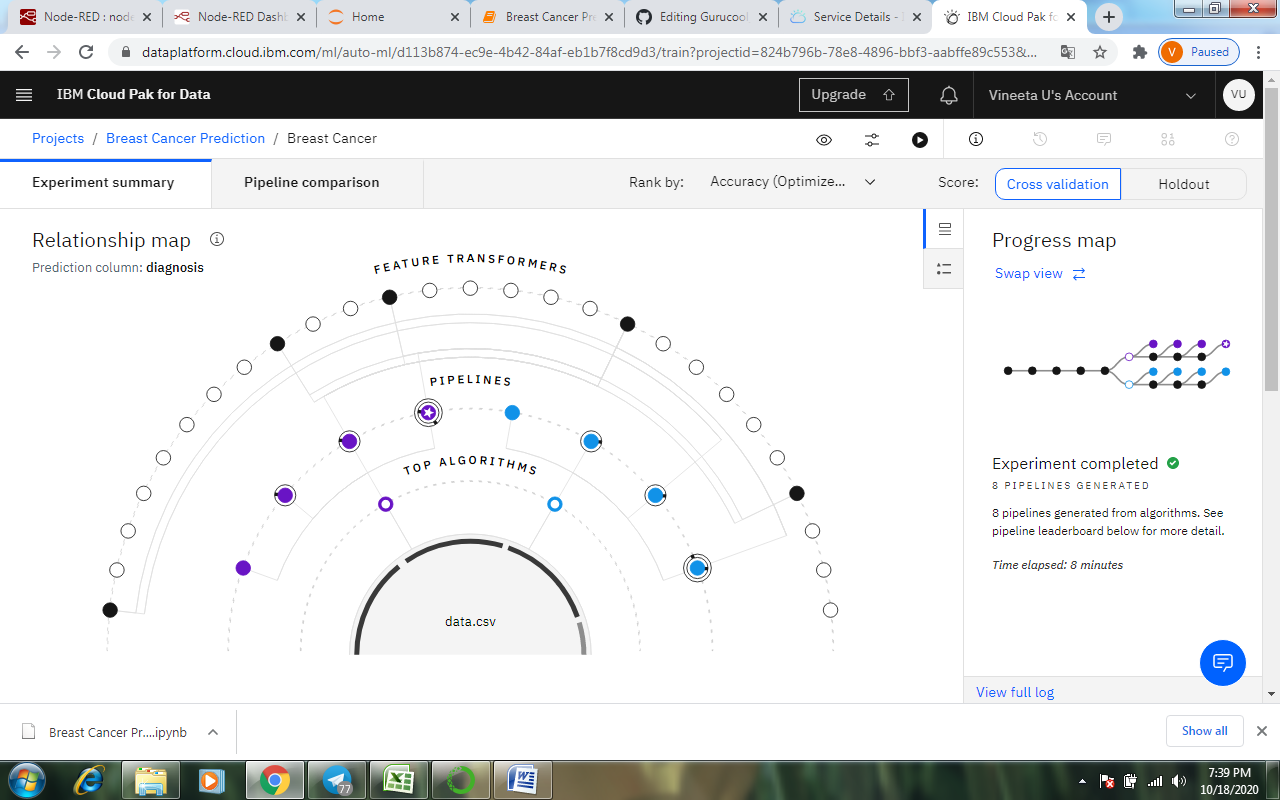 Node-RED : node
Node-RED Dashb
Home
Breast Cancer Pre
Editing Gurucool
Service Details -
IBM Cloud Pak fo
dataplatform.cloud.ibm.com/ml/auto-ml/d113b874-ec9e-4b42-84af-eb1b7f8cd9d3/train?projectid=824b796b-78e8-4896-bbf3-aabffe89c553&...
V
Paused
IBM Cloud Pak for Data
Upgrade
Vineeta U's Account
VU
Projects / Breast Cancer Prediction / Breast Cancer
Experiment summary
Pipeline comparison
Rank by:
Accuracy (Optimize...
Score:
Cross validation
Holdout
Relationship map
Prediction column: diagnosis
FEATURE TRANSFORMERS
PIPELINES
TOP ALGORITHMS
data.csv
Progress map
Swap view
Experiment completed
8 PIPELINES GENERATED
8 pipelines generated from algorithms. See
pipeline leaderboard below for more detail.
Time elapsed: 8 minutes
View full log
Breast Cancer Pr....ipynb
Show all
77
7:39 PM
10/18/2020